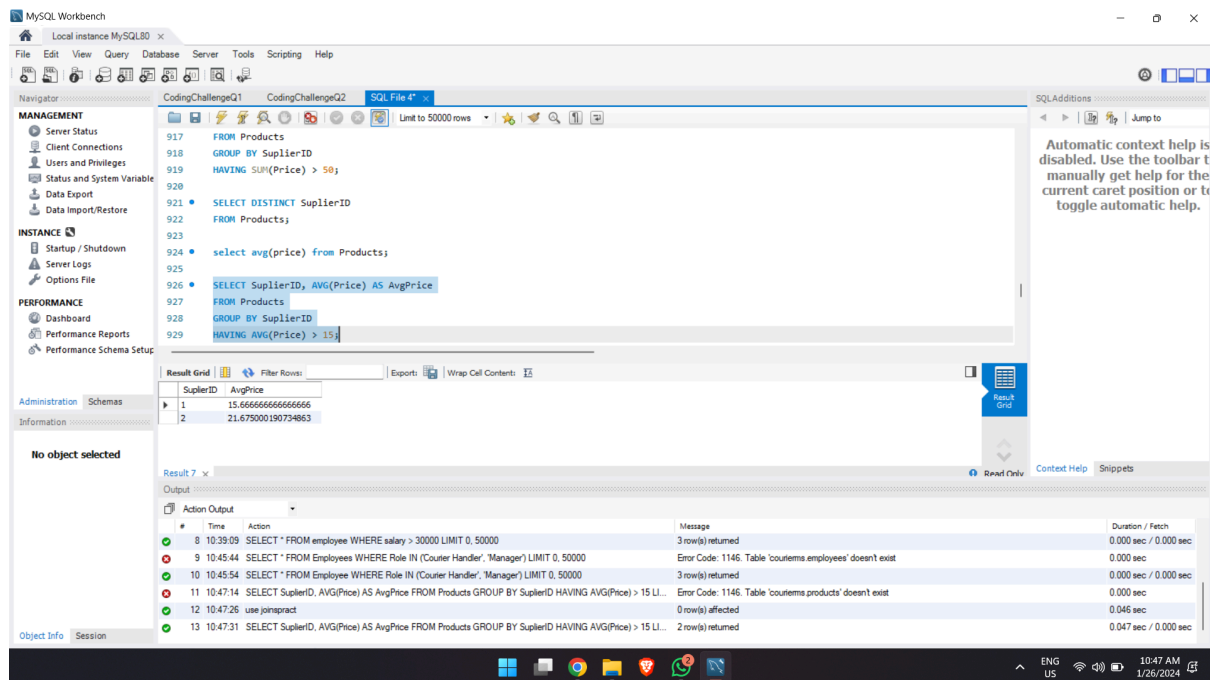 MySQL Workbench
Local instance MySQL80
File Edit View Query Database Server Tools Scripting Help
Navigator
MANAGEMENT
Server Status
Client Connections
Users and Privileges
Status and System Variable
Data Export
Data Import/Restore
INSTANCE
Startup / Shutdown
Server Logs
Options File
PERFORMANCE
Dashboard
Performance Reports
Performance Schema Setup
Administration Schemas
Information
No object selected
Object Info Session
CodingChallengeQ1 CodingChallengeQ2 SQL File 4*
Limit to 50000 rows
917 FROM Products
918 GROUP BY SuplierID
919 HAVING SUM(Price) > 50;
920
921 SELECT DISTINCT SuplierID
922 FROM Products;
923
924 select avg(price) from Products;
925
926 SELECT SuplierID, AVG(Price) AS AvgPrice
927 FROM Products
928 GROUP BY SuplierID
929 HAVING AVG(Price) > 15;
Result Grid Filter Rows: Export: Wrap Cell Content:
SuplierID AvgPrice
1 15.666666666666666
2 21.675000190734863
Result Grid
Result 7 Read Only
SQLAdditions
Jump to
Automatic context help is
disabled. Use the toolbar t
manually get help for the
current caret position or to
toggle automatic help.
Context Help Snippets
Output
Action Output
# Time Action Message Duration / Fetch
8 10:39:09 SELECT * FROM employee WHERE salary > 30000 LIMIT 0, 50000 3 row(s) returned 0.000 sec / 0.000 sec
9 10:45:44 SELECT * FROM Employees WHERE Role IN ('Courier Handler', 'Manager') LIMIT 0, 50000 Error Code: 1146. Table 'courierms.employees' doesn't exist 0.000 sec
10 10:45:54 SELECT * FROM Employee WHERE Role IN ('Courier Handler', 'Manager') LIMIT 0, 50000 3 row(s) returned 0.000 sec / 0.000 sec
11 10:47:14 SELECT SuplierID, AVG(Price) AS AvgPrice FROM Products GROUP BY SuplierID HAVING AVG(Price) > 15 LI... Error Code: 1146. Table 'courierms.products' doesn't exist 0.000 sec
12 10:47:26 use joinspract 0 row(s) affected 0.046 sec
13 10:47:31 SELECT SuplierID, AVG(Price) AS AvgPrice FROM Products GROUP BY SuplierID HAVING AVG(Price) > 15 LI... 2 row(s) returned 0.047 sec / 0.000 sec
2
ENG
US
10:47 AM
1/26/2024